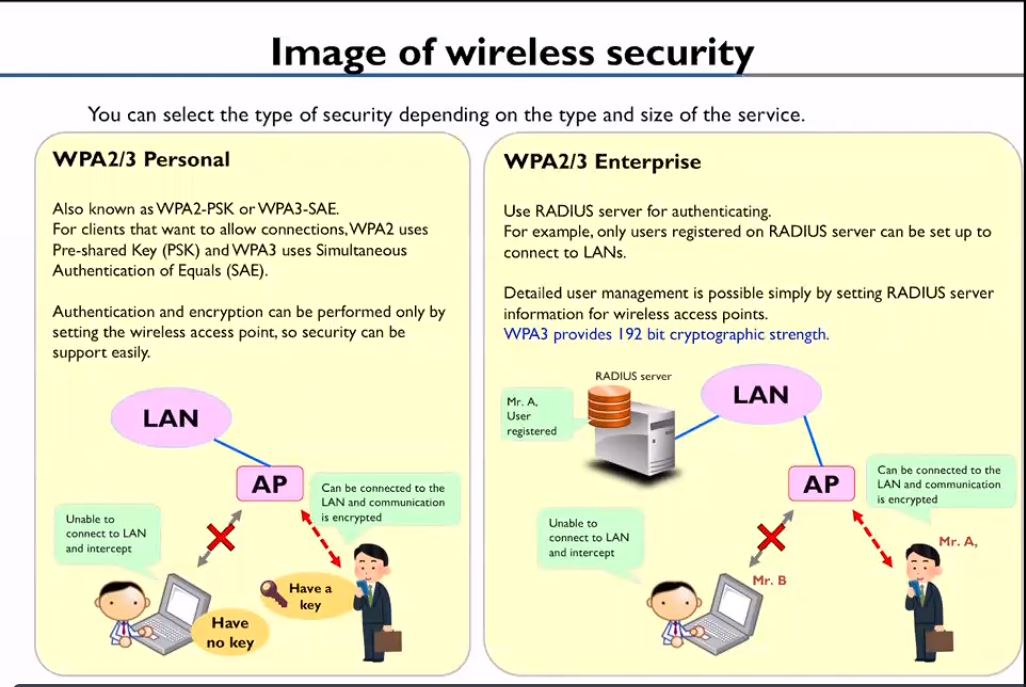 Image of wireless security
You can select the type of security depending on the type and size of the service.
WPA2/3 Personal
Also known as WPA2-PSK or WPA3-SAE.
For clients that want to allow connections, WPA2 uses
Pre-shared Key (PSK) and WPA3 uses Simultaneous
Authentication of Equals (SAE).
Authentication and encryption can be performed only by
setting the wireless access point, so security can be
support easily.
LAN
AP
Can be connected to the
LAN and communication
is encrypted
Unable to
connect to LAN
and intercept
Have a
key
Have
no key
WPA2/3 Enterprise
Use RADIUS server for authenticating.
For example, only users registered on RADIUS server can be set up to
connect to LANs.
Detailed user management is possible simply by setting RADIUS server
information for wireless access points.
WPA3 provides 192 bit cryptographic strength.
RADIUS server
Mr. A,
User
registered
LAN
AP
Can be connected to the
LAN and communication
is encrypted
Unable to
connect to LAN
and intercept
Mr. A,
Mr. B